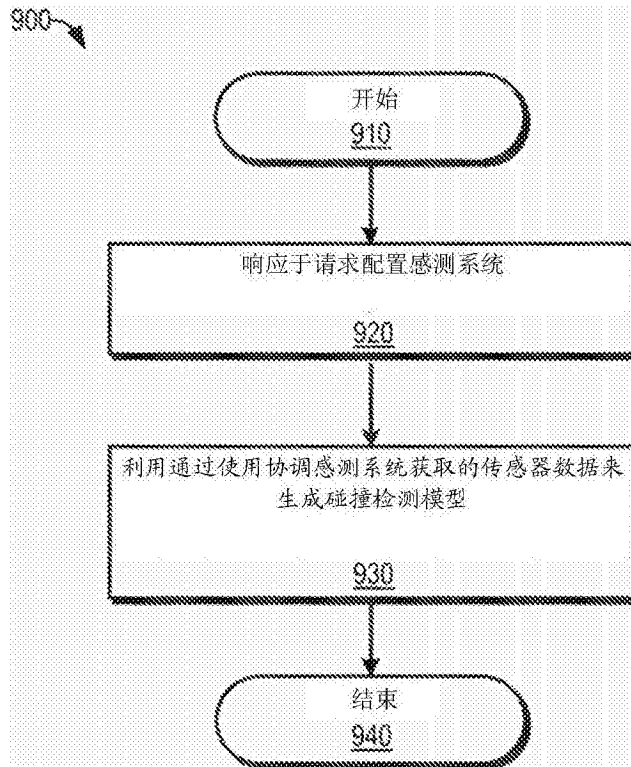 900
开始
910
响应于请求配置感测系统
920
利用通过使用协调感测系统获取的传感器数据来
生成碰撞检测模型
930
结束
940